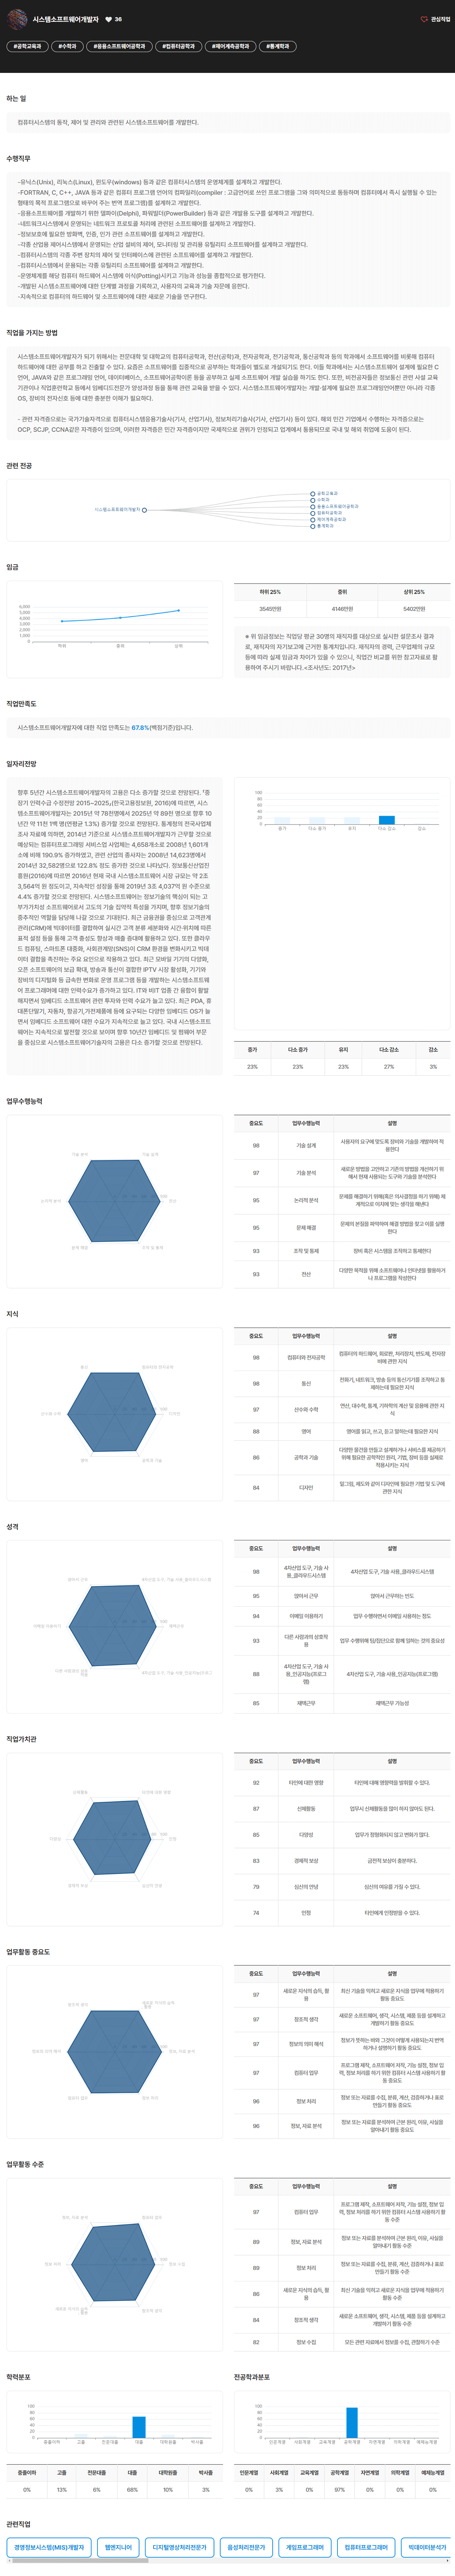 시스템소프트웨어개발자 36 관심직업
#공학교육과 #수학과 #응용소프트웨어공학과 #컴퓨터공학과 #제어계측공학과 #통계학과
하는 일
컴퓨터시스템의 동작, 제어 및 관리와 관련된 시스템소프트웨어를 개발한다.
수행직무
-유닉스(Unix), 리눅스(Linux), 윈도우(windows) 등과 같은 컴퓨터시스템의 운영체계를 설계하고 개발한다.
-FORTRAN, C, C++, JAVA 등과 같은 컴퓨터 프로그램 언어의 컴파일러(compiler : 고급언어로 쓰인 프로그램을 그와 의미적으로 동등하며 컴퓨터에서 즉시 실행될 수 있는
형태의 목적 프로그램으로 바꾸어 주는 번역 프로그램)를 설계하고 개발한다.
-응용소프트웨어를 개발하기 위한 델파이(Delphi), 파워빌더(PowerBuilder) 등과 같은 개발용 도구를 설계하고 개발한다.
-네트워크시스템에서 운영되는 네트워크 프로토콜 처리에 관련된 소프트웨어를 설계하고 개발한다.
-정보보호에 필요한 방화벽, 인증, 인가 관련 소프트웨어를 설계하고 개발한다.
-각종 산업용 제어시스템에서 운영되는 산업 설비의 제어, 모니터링 및 관리용 유틸리티 소프트웨어를 설계하고 개발한다.
-컴퓨터시스템의 각종 주변 장치의 제어 및 인터페이스에 관련된 소프트웨어를 설계하고 개발한다.
-컴퓨터시스템에서 운용되는 각종 유틸리티 소프트웨어를 설계하고 개발한다.
-운영체계를 해당 컴퓨터 하드웨어 시스템에 이식(Potting)시키고 기능과 성능을 종합적으로 평가한다.
-개발된 시스템소프트웨어에 대한 단계별 과정을 기록하고, 사용자의 교육과 기술 자문에 응한다.
-지속적으로 컴퓨터의 하드웨어 및 소프트웨어에 대한 새로운 기술을 연구한다.
직업을 가지는 방법
시스템소프트웨어개발자가 되기 위해서는 전문대학 및 대학교의 컴퓨터공학과, 전산(공학)과, 전자공학과, 전기공학과, 통신공학과 등의 학과에서 소프트웨어를 비롯해 컴퓨터
하드웨어에 대한 공부를 하고 진출할 수 있다. 요즘은 소프트웨어를 집중적으로 공부하는 학과들이 별도로 개설되기도 한다. 이들 학과에서는 시스템소프트웨어 설계에 필요한 C
언어, JAVA와 같은 프로그래밍 언어, 데이터베이스, 소프트웨어공학이론 등을 공부하고 실제 소프트웨어 개발 실습을 하기도 한다. 또한, 비전공자들은 정보통신 관련 사설 교육
기관이나 직업훈련학교 등에서 임베디드전문가 양성과정 등을 통해 관련 교육을 받을 수 있다. 시스템소프트웨어개발자는 개발·설계에 필요한 프로그래밍언어뿐만 아니라 각종
OS, 장비의 전자신호 등에 대한 충분한 이해가 필요하다.
- 관련 자격증으로는 국가기술자격으로 컴퓨터시스템응용기술사(기사, 산업기사), 정보처리기술사(기사, 산업기사) 등이 있다. 해외 민간 기업에서 수행하는 자격증으로는
OCP, SCJP, CCNA같은 자격증이 있으며, 이러한 자격증은 민간 자격증이지만 국제적으로 권위가 인정되고 업계에서 통용되므로 국내 및 해외 취업에 도움이 된다.
관련 전공
시스템소프트웨어개발자
공학교육과
수학과
응용소프트웨어공학과
컴퓨터공학과
제어계측공학과
통계학과
임금
6,000
5,000
4,000
3,000
2,000
1,000
0
하위 중위 상위
하위 25% 중위 상위 25%
3545만원 4146만원 5402만원
※ 위 임금정보는 직업당 평균 30명의 재직자를 대상으로 실시한 설문조사 결과
로, 재직자의 자기보고에 근거한 통계치입니다. 재직자의 경력, 근무업체의 규모
등에 따라 실제 임금과 차이가 있을 수 있으니, 직업간 비교를 위한 참고자료로 활
용하여 주시기 바랍니다.<조사년도: 2017년>
직업만족도
시스템소프트웨어개발자에 대한 직업 만족도는 67.8%(백점기준)입니다.
일자리전망
향후 5년간 시스템소프트웨어개발자의 고용은 다소 증가할 것으로 전망된다. 「중
장기 인력수급 수정전망 2015~2025」(한국고용정보원, 2016)에 따르면, 시스
템소프트웨어개발자는 2015년 약 78천명에서 2025년 약 89천 명으로 향후 10
년간 약 11천 1백 명(연평균 1.3%) 증가할 것으로 전망된다. 통계청의 전국사업체
조사 자료에 의하면, 2014년 기준으로 시스템소프트웨어개발자가 근무할 것으로
예상되는 컴퓨터프로그래밍 서비스업 사업체는 4,658개소로 2008년 1,601개
소에 비해 190.9% 증가하였고, 관련 산업의 종사자는 2008년 14,623명에서
2014년 32,582명으로 122.8% 정도 증가한 것으로 나타났다. 정보통신산업진
흥원(2016)에 따르면 2016년 현재 국내 시스템소프트웨어 시장 규모는 약 2조
3,564억 원 정도이고, 지속적인 성장을 통해 2019년 3조 4,037억 원 수준으로
4.4% 증가할 것으로 전망된다. 시스템소프트웨어는 정보기술의 핵심이 되는 고
부가가치성 소프트웨어로서 고도의 기술 집약적 특성을 가지며, 향후 정보기술의
중추적인 역할을 담당해 나갈 것으로 기대된다. 최근 금융권을 중심으로 고객관계
관리(CRM)에 빅데이터를 결합하여 실시간 고객 분류 세분화와 시간·위치에 따른
표적 설정 등을 통해 고객 충성도 향상과 매출 증대에 활용하고 있다. 또한 클라우
드 컴퓨팅, 스마트폰 대중화, 사회관계망(SNS)이 CRM 환경을 변화시키고 빅데
이터 결합을 촉진하는 주요 요인으로 작용하고 있다. 최근 모바일 기기의 다양화,
오픈 소프트웨어의 보급 확대, 방송과 통신이 결합한 IPTV 시장 활성화, 기기와
장비의 디지털화 등 급속한 변화로 운영 프로그램 등을 개발하는 시스템소프트웨
어 프로그래머에 대한 인력수요가 증가하고 있다. IT와 비IT 업종 간 융합이 활발
해지면서 임베디드 소프트웨어 관련 투자와 인력 수요가 늘고 있다. 최근 PDA, 휴
대폰단말기, 자동차, 항공기,가전제품에 등에 요구되는 다양한 임베디드 OS가 늘
면서 임베디드 소프트웨어 대한 수요가 지속적으로 늘고 있다. 국내 시스템소프트
웨어는 지속적으로 발전할 것으로 보이며 향후 10년간 임베디드 및 펌웨어 부문
을 중심으로 시스템소프트웨어기술자의 고용은 다소 증가할 것으로 전망된다.
100
80
60
40
20
0
증가 다소 증가 유지 다소 감소 감소
증가 다소 증가 유지 다소 감소 감소
23% 23% 23% 27% 3%
업무수행능력
중요도 업무수행능력 설명
98 기술 설계 사용자의 요구에 맞도록 장비와 기술을 개발하여 적
용한다
97 기술 분석 새로운 방법을 고안하고 기존의 방법을 개선하기 위
해서 현재 사용되는 도구와 기술을 분석한다
95 논리적 분석 문제를 해결하기 위해(혹은 의사결정을 하기 위해) 체
계적으로 이치에 맞는 생각을 해낸다
95 문제 해결 문제의 본질을 파악하여 해결 방법을 찾고 이를 실행
한다
93 조작 및 통제 장비 혹은 시스템을 조작하고 통제한다
93 전산 다양한 목적을 위해 소프트웨어나 인터넷을 활용하거
나 프로그램을 작성한다
지식
중요도 업무수행능력 설명
98 컴퓨터와 전자공학 컴퓨터의 하드웨어, 회로판, 처리장치, 반도체, 전자장
비에 관한 지식
98 통신 전화기, 네트워크, 방송 등의 통신기기를 조작하고 통
제하는데 필요한 지식
97 산수와 수학 연산, 대수학, 통계, 기하학의 계산 및 응용에 관한 지
식
88 영어 영어를 읽고, 쓰고, 듣고 말하는데 필요한 지식
86 공학과 기술 다양한 물건을 만들고 설계하거나 서비스를 제공하기
위해 필요한 공학적인 원리, 기법, 장비 등을 실제로
적용시키는 지식
84 디자인 밑그림, 제도와 같이 디자인에 필요한 기법 및 도구에
관한 지식
성격
중요도 업무수행능력 설명
98 4차산업 도구, 기술 사
용_클라우드시스템 4차산업 도구, 기술 사용_클라우드시스템
95 앉아서 근무 앉아서 근무하는 빈도
94 이메일 이용하기 업무 수행하면서 이메일 사용하는 정도
93 다른 사람과의 상호작
용 업무 수행위해 팀/집단으로 함께 일하는 것의 중요성
88 4차산업 도구, 기술 사
용_인공지능(프로그
램) 4차산업 도구, 기술 사용_인공지능(프로그램)
85 재택근무 재택근무 가능성
직업가치관
중요도 업무수행능력 설명
92 타인에 대한 영향 타인에 대해 영향력을 발휘할 수 있다.
87 신체활동 업무시 신체활동을 많이 하지 않아도 된다.
85 다양성 업무가 정형화되지 않고 변화가 많다.
83 경제적 보상 금전적 보상이 충분하다.
79 심신의 안녕 심신의 여유를 가질 수 있다.
74 인정 타인에게 인정받을 수 있다.
업무활동 중요도
중요도 업무수행능력 설명
97 새로운 지식의 습득, 활
용 최신 기술을 익히고 새로운 지식을 업무에 적용하기
활동 중요도
97 창조적 생각 새로운 소프트웨어, 생각, 시스템, 제품 등을 설계하고
개발하기 활동 중요도
97 정보의 의미 해석 정보가 뜻하는 바와 그것이 어떻게 사용되는지 번역
하거나 설명하기 활동 중요도
97 컴퓨터 업무 프로그램 제작, 소프트웨어 저작, 기능 설정, 정보 입
력, 정보 처리를 하기 위한 컴퓨터 시스템 사용하기 활
동 중요도
96 정보 처리 정보 또는 자료를 수집, 분류, 계산, 검증하거나 표로
만들기 활동 중요도
96 정보, 자료 분석 정보 또는 자료를 분석하여 근본 원리, 이유, 사실을
알아내기 활동 중요도
업무활동 수준
중요도 업무수행능력 설명
97 컴퓨터 업무 프로그램 제작, 소프트웨어 저작, 기능 설정, 정보 입
력, 정보 처리를 하기 위한 컴퓨터 시스템 사용하기 활
동 수준
89 정보, 자료 분석 정보 또는 자료를 분석하여 근본 원리, 이유, 사실을
알아내기 활동 수준
89 정보 처리 정보 또는 자료를 수집, 분류, 계산, 검증하거나 표로
만들기 활동 수준
86 새로운 지식의 습득, 활
용 최신 기술을 익히고 새로운 지식을 업무에 적용하기
활동 수준
84 창조적 생각 새로운 소프트웨어, 생각, 시스템, 제품 등을 설계하고
개발하기 활동 수준
82 정보 수집 모든 관련 자료에서 정보를 수집, 관찰하기 수준
학력분포
100
80
60
40
20
0
중졸이하 고졸 전문대졸 대졸 대학원졸 박사졸
중졸이하 고졸 전문대졸 대졸 대학원졸 박사졸
0% 13% 6% 68% 10% 3%
전공학과분포
100
80
60
40
20
0
인문계열 사회계열 교육계열 공학계열 자연계열 의학계열 예체능계열
인문계열 사회계열 교육계열 공학계열 자연계열 의학계열 예체능계열
0% 3% 0% 97% 0% 0% 0%
관련직업
경영정보시스템(MIS)개발자 웹엔지니어 디지털영상처리전문가 음성처리전문가 게임프로그래머 컴퓨터프로그래머 빅데이터분석가